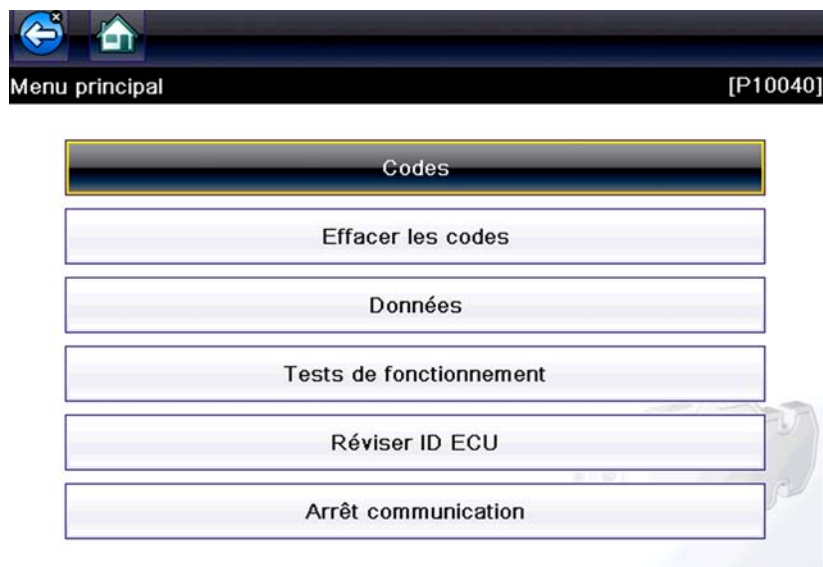 Menu principal [P10040]
Codes
Effacer les codes
Données
Tests de fonctionnement
Réviser ID ECU
Arrêt communication